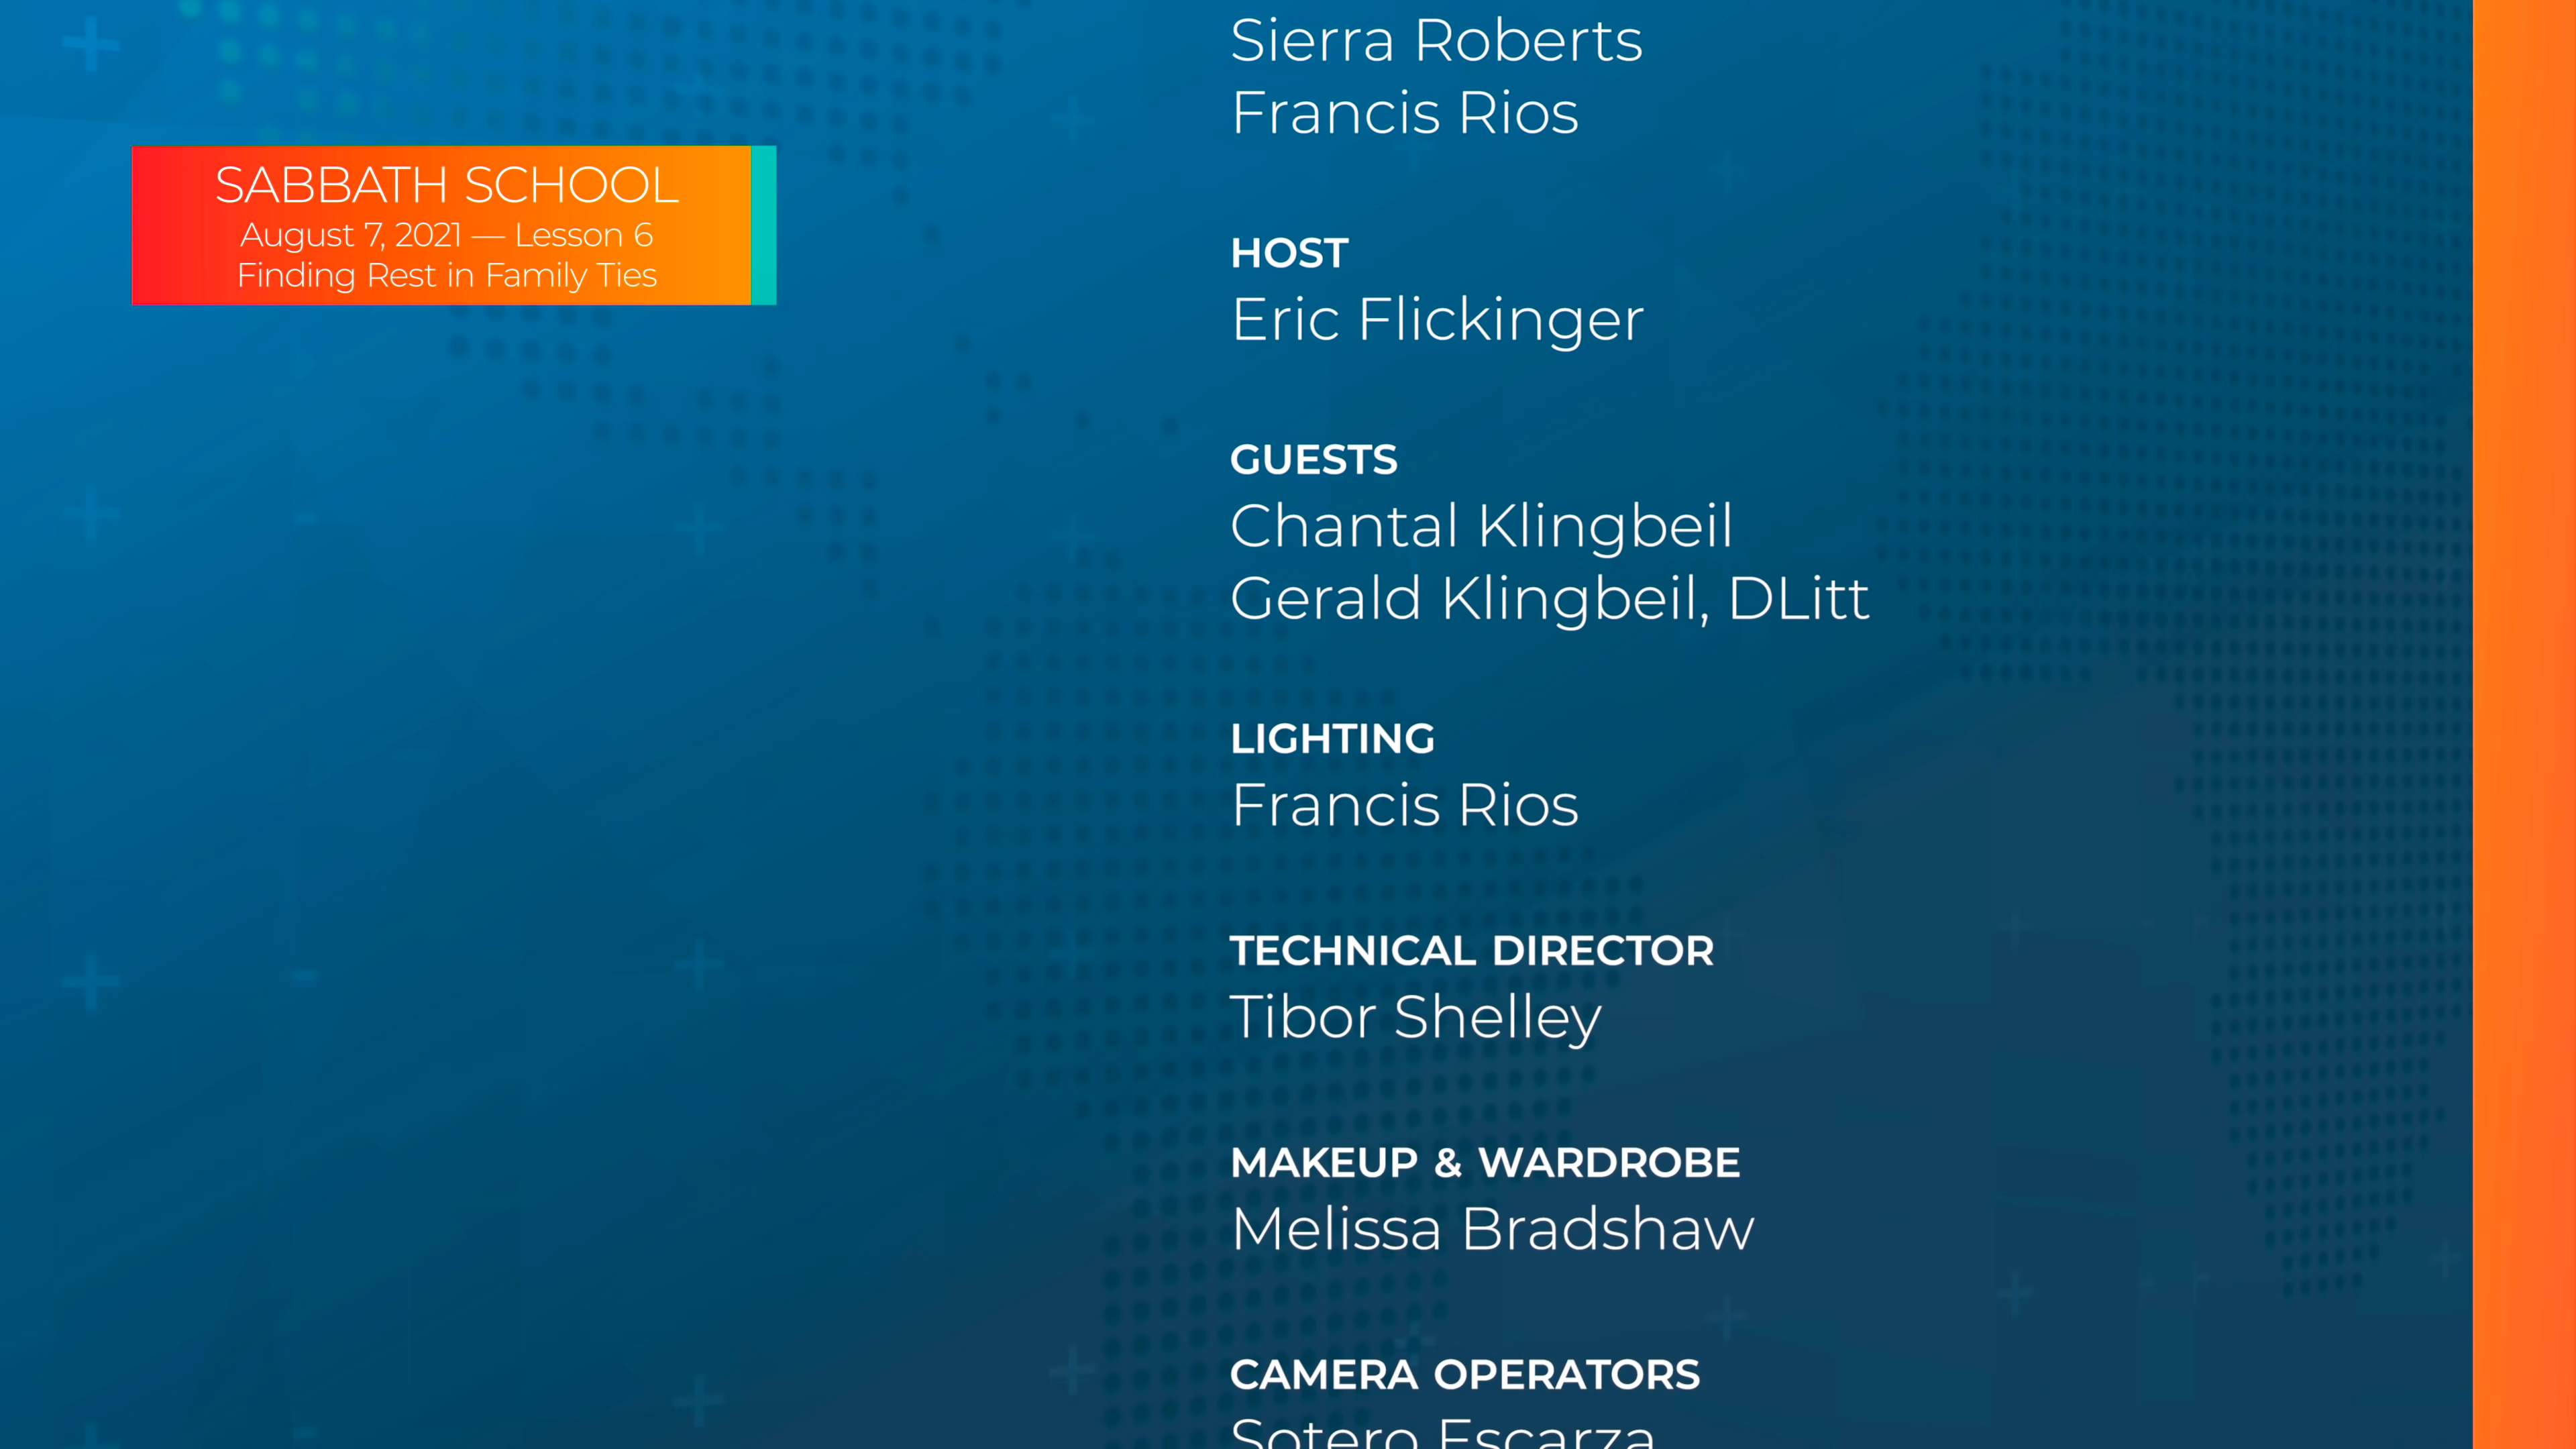 SABBATH SCHOOL
August 7, 2021 — Lesson 6
Finding Rest in Family Ties
Sierra Roberts
Francis Rios
HOST
Eric Flickinger
GUESTS
Chantal Klingbeil
Gerald Klingbeil, DLitt
LIGHTING
Francis Rios
TECHNICAL DIRECTOR
Tibor Shelley
MAKEUP & WARDROBE
Melissa Bradshaw
CAMERA OPERATORS
Sotero Escarza